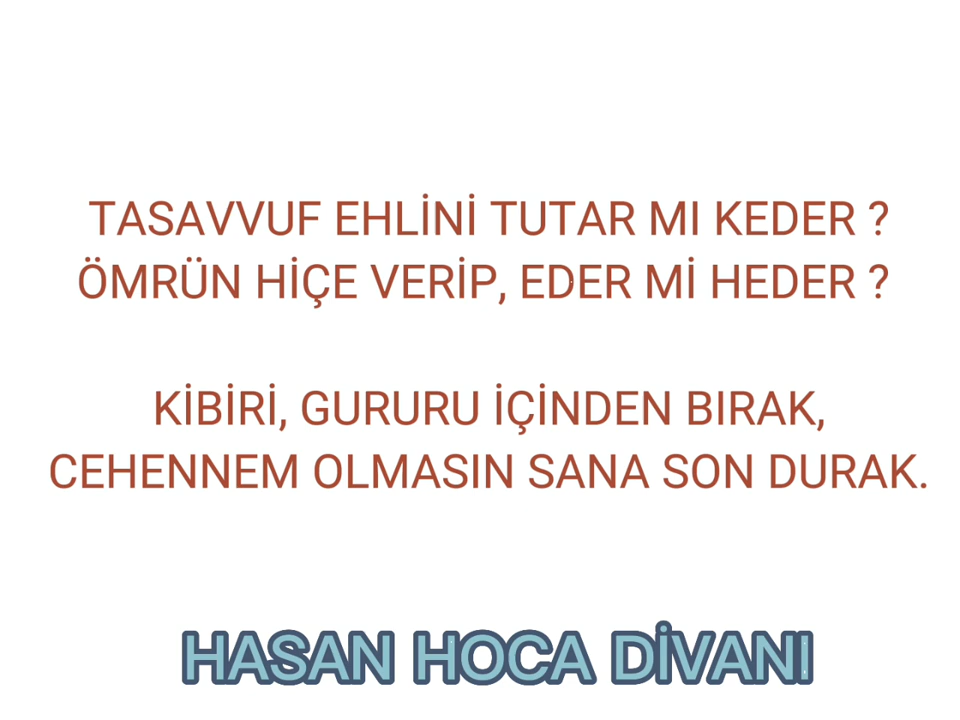 TASAVVUF EHLİNİ TUTAR MI KEDER ?
ÖMRÜN HİÇE VERİP, EDER Mİ HEDER ?
KİBİRİ, GURURU İÇİNDEN BIRAK,
CEHENNEM OLMASIN SANA SON DURAK.
HASAN HOCA DİVANI